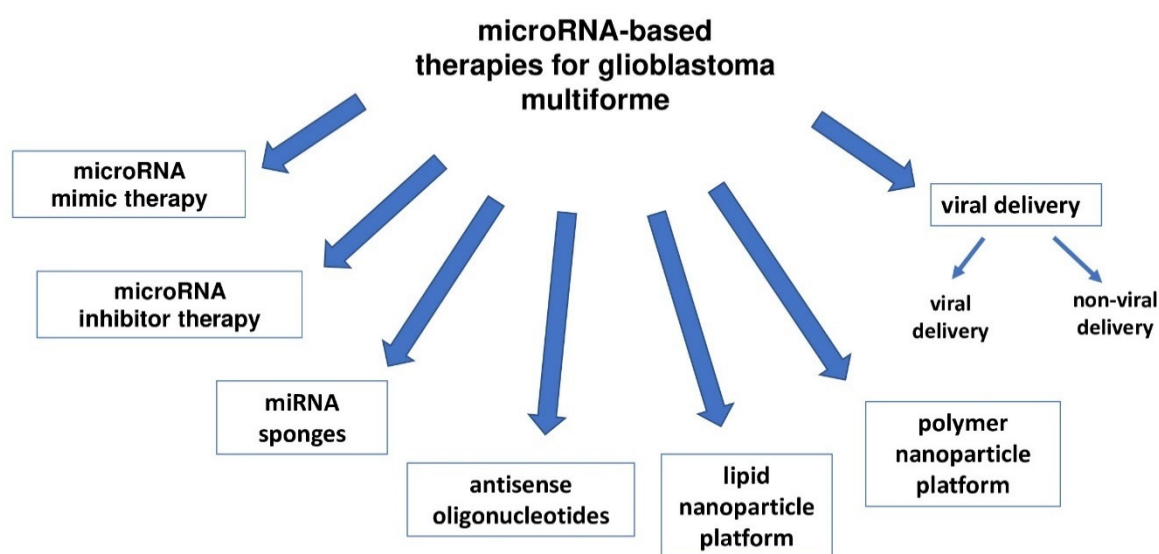 microRNA-based
therapies for glioblastoma
multiforme
microRNA
mimic therapy
microRNA
inhibitor therapy
miRNA
sponges
antisense
oligonucleotides
lipid
nanoparticle
platform
polymer
nanoparticle
platform
viral delivery
viral
delivery
non-viral
delivery